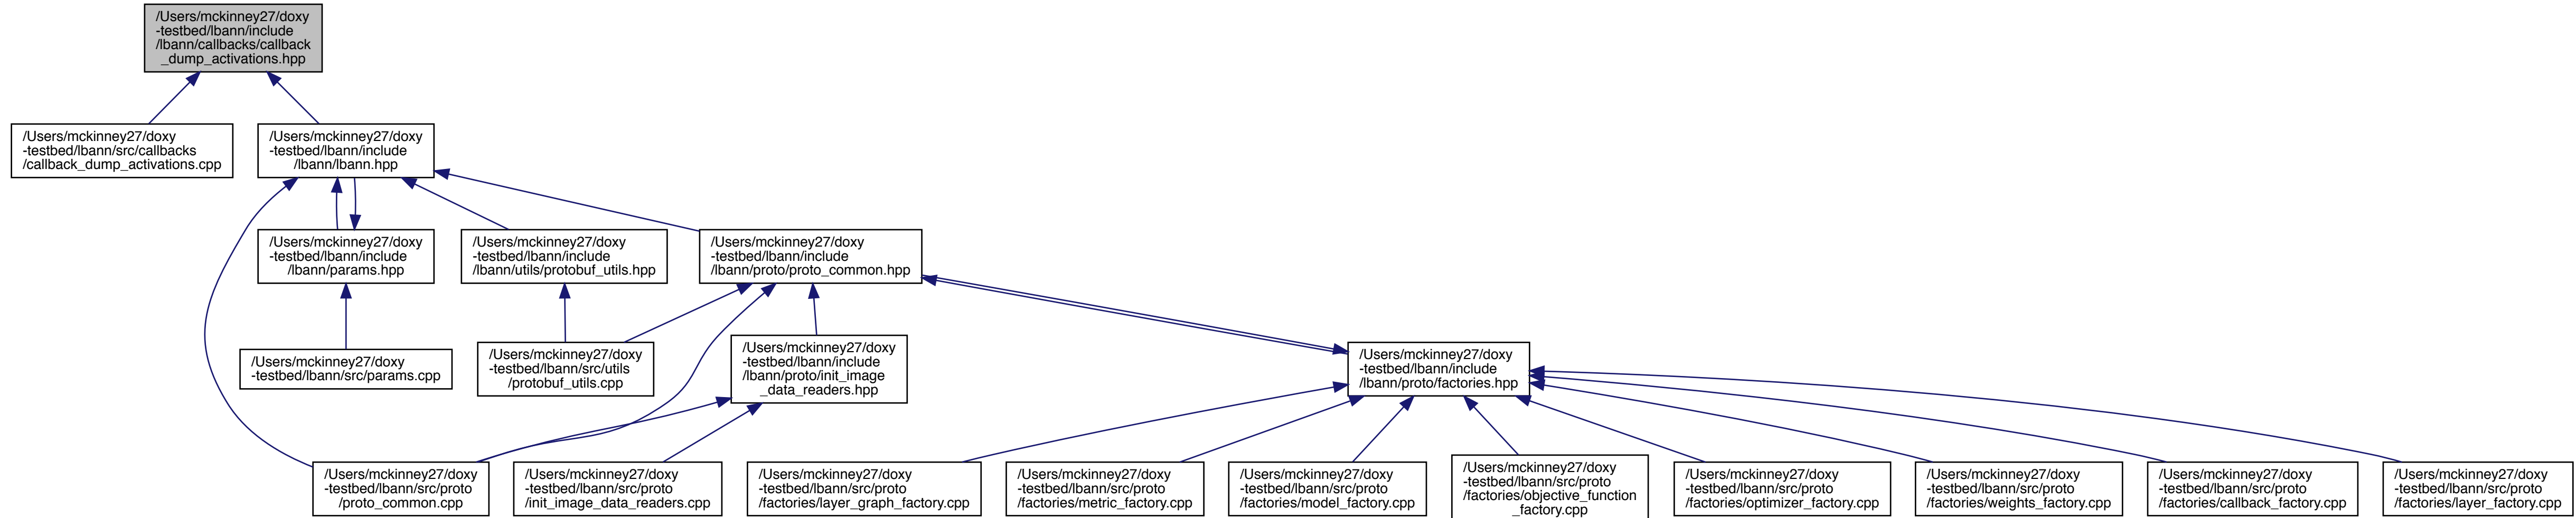 /Users/mckinney27/doxy
-testbed/lbann/include
/lbann/callbacks/callback
_dump_activations.hpp
/Users/mckinney27/doxy
-testbed/lbann/src/callbacks
/callback_dump_activations.cpp
/Users/mckinney27/doxy
-testbed/lbann/include
/lbann/lbann.hpp
/Users/mckinney27/doxy
-testbed/lbann/include
/lbann/params.hpp
/Users/mckinney27/doxy
-testbed/lbann/include
/lbann/utils/protobuf_utils.hpp
/Users/mckinney27/doxy
-testbed/lbann/include
/lbann/proto/proto_common.hpp
/Users/mckinney27/doxy
-testbed/lbann/src/params.cpp
/Users/mckinney27/doxy
-testbed/lbann/src/utils
/protobuf_utils.cpp
/Users/mckinney27/doxy
-testbed/lbann/include
/lbann/proto/init_image
_data_readers.hpp
/Users/mckinney27/doxy
-testbed/lbann/include
/lbann/proto/factories.hpp
/Users/mckinney27/doxy
-testbed/lbann/src/proto
/proto_common.cpp
/Users/mckinney27/doxy
-testbed/lbann/src/proto
/init_image_data_readers.cpp
/Users/mckinney27/doxy
-testbed/lbann/src/proto
/factories/layer_graph_factory.cpp
/Users/mckinney27/doxy
-testbed/lbann/src/proto
/factories/metric_factory.cpp
/Users/mckinney27/doxy
-testbed/lbann/src/proto
/factories/model_factory.cpp
/Users/mckinney27/doxy
-testbed/lbann/src/proto
/factories/objective_function
_factory.cpp
/Users/mckinney27/doxy
-testbed/lbann/src/proto
/factories/optimizer_factory.cpp
/Users/mckinney27/doxy
-testbed/lbann/src/proto
/factories/weights_factory.cpp
/Users/mckinney27/doxy
-testbed/lbann/src/proto
/factories/callback_factory.cpp
/Users/mckinney27/doxy
-testbed/lbann/src/proto
/factories/layer_factory.cpp